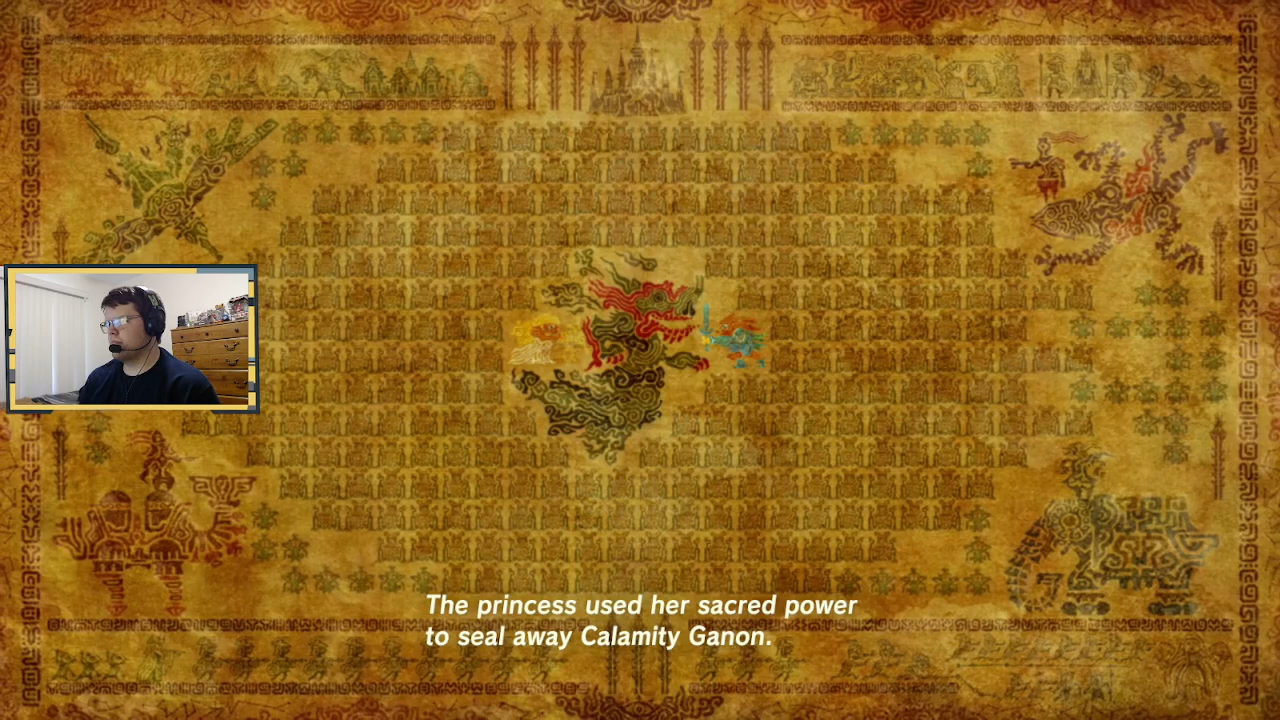 The princess used her sacred power
to seal away Calamity Ganon.